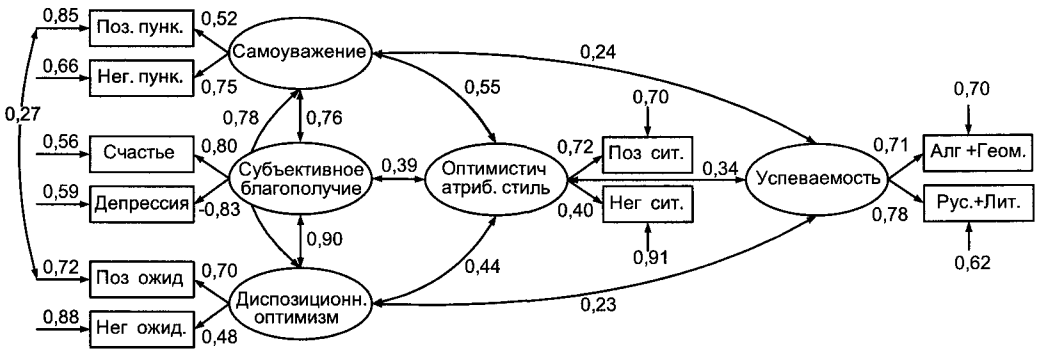 0,85
Поз. пунк.
0,52
Самоуважение
0,24
0,66
Нег. пунк.
0,75
0,55
0,27
0,78
0,76
0,70
0,70
0,56
Счастье
0,80
Субъективное
благополучие
0,39
Оптимистич
атриб. стиль
0,72
Поз сит.
0,34
Успеваемость
0,71
Алг +Геом.
0,59
Депрессия
-0,83
0,40
Нег сит.
0,78
Рус.+Лит.
0,90
0,91
0,62
0,72
Поз ожид
0,70
0,44
Диспозиционн.
оптимизм
0,23
0,88
Нег ожид.
0,48